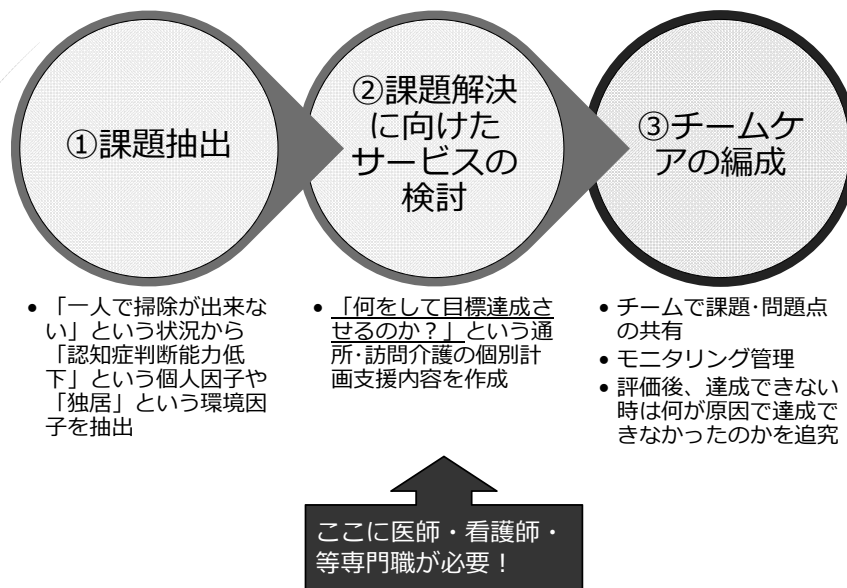 ①課題抽出
②課題解決
に向けた
サービスの
検討
③チームケ
アの編成
• 「一人で掃除が出来な
い」という状況から
「認知症判断能力低
下」という個人因子や
「独居」という環境因
子を抽出
• 「何をして目標達成さ
せるのか？」という通
所･訪問介護の個別計
画支援内容を作成
• チームで課題･問題点
の共有
• モニタリング管理
• 評価後、達成できない
時は何が原因で達成で
きなかったのかを追究
ここに医師・看護師・
等専門職が必要！